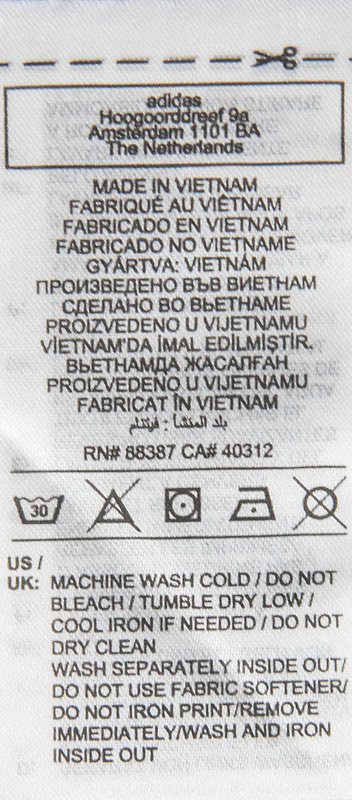 adidas
Hoogoorddreef 9a
Amsterdam 1101 BA
The Netherlands
MADE IN VIETNAM
FABRIQUÉ AU VIÊTNAM
FABRICADO EN VIETNAM
FABRICADO NO VIETNAME
GYÁRTVA: VIETNÁM
ПРОИЗВЕДЕНО ВЪВ ВИЕТНАМ
СДЕЛАНО ВО ВЬЕТНАМЕ
PROIZVEDENO U VIJETNAMU
VİETNAM'DA İMAL EDİLMİŞTİR.
ВЬЕТНАМДА ЖАСАЛҒАН
PROIZVEDENO U VIJETNAMU
FABRICAT ÎN VIETNAM
بلد المنشأ : فيتنام
RN# 88387 CA# 40312
30
US /
UK: MACHINE WASH COLD / DO NOT
BLEACH / TUMBLE DRY LOW /
COOL IRON IF NEEDED / DO NOT
DRY CLEAN
WASH SEPARATELY INSIDE OUT/
DO NOT USE FABRIC SOFTENER/
DO NOT IRON PRINT/REMOVE
IMMEDIATELY/WASH AND IRON
INSIDE OUT